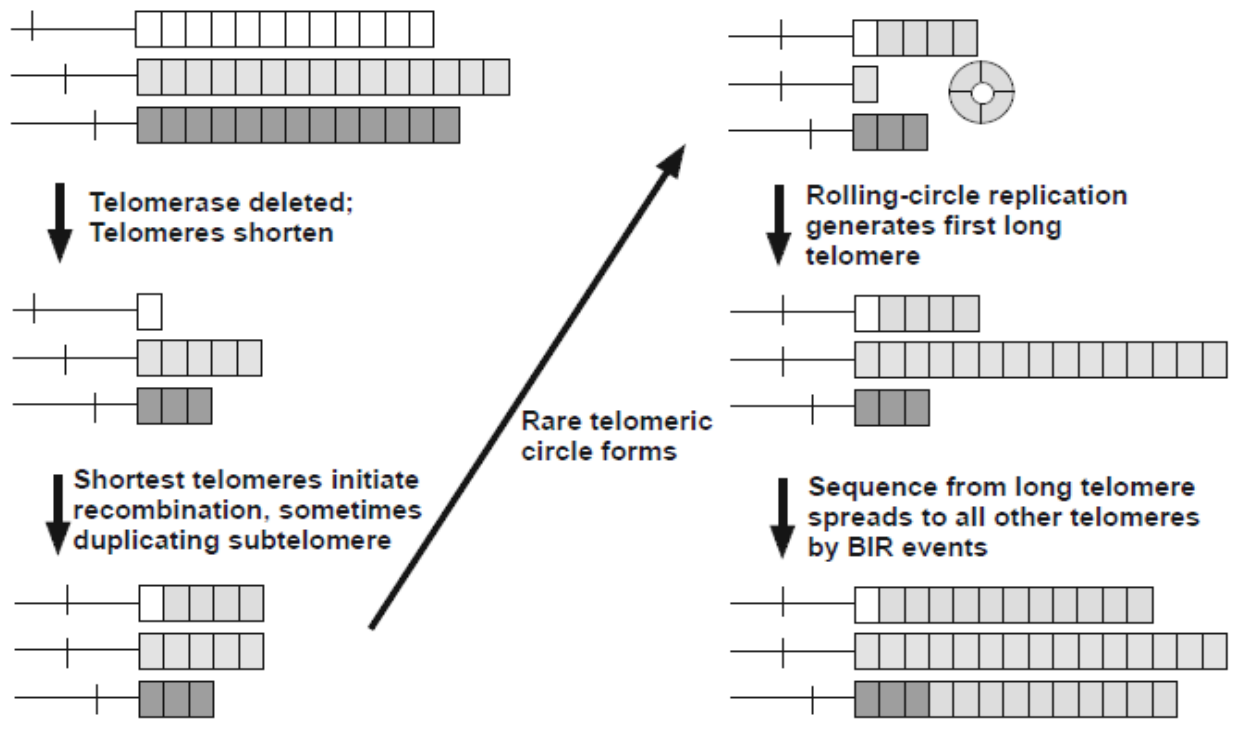 Telomerase deleted;
Telomeres shorten
Shortest telomeres initiate
recombination, sometimes
duplicating subtelomere
Rare telomeric
circle forms
Rolling-circle replication
generates first long
telomere
Sequence from long telomere
spreads to all other telomeres
by BIR events